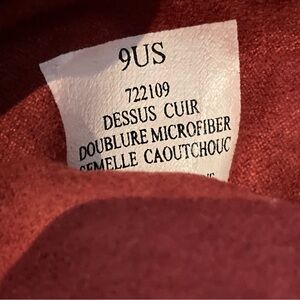 9US
722109
DESSUS CUIR
DOUBLURE MICROFIBER
SEMELLE CAOUTCHOUC